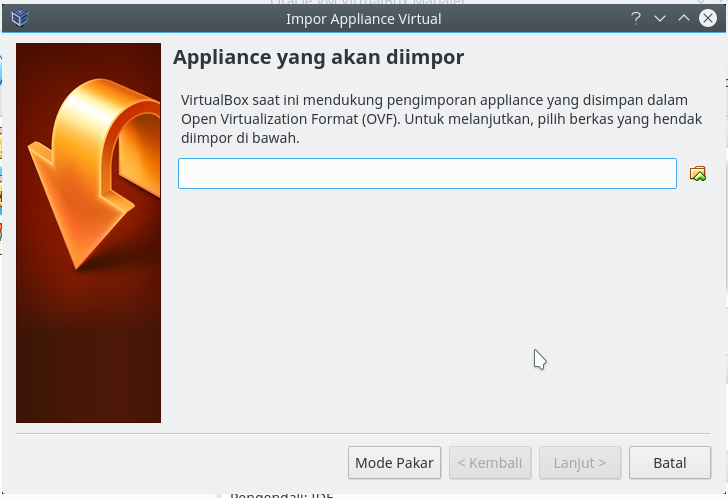 Oracle VM VirtualBox Manajer
Impor Appliance Virtual
Appliance yang akan diimpor
VirtualBox saat ini mendukung pengimporan appliance yang disimpan dalam
Open Virtualization Format (OVF). Untuk melanjutkan, pilih berkas yang hendak
diimpor di bawah.
Mode Pakar
< Kembali
Lanjut >
Batal
Pengendali: IDE